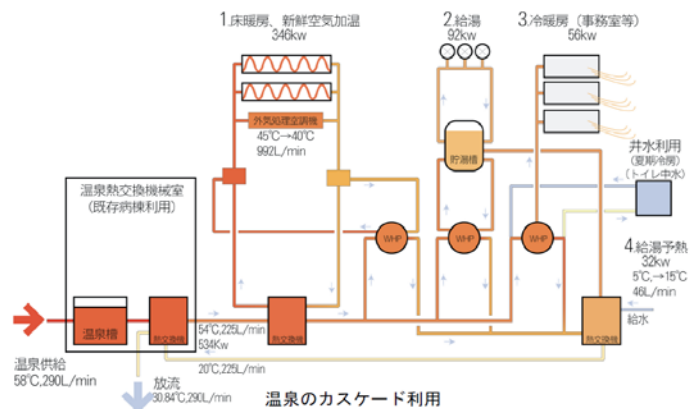 1.床暖房、新鮮空気加温
346kw
2.給湯
92kw
3.冷暖房（事務室等）
56kw
外気処理空調機
45℃→40℃
992L/min
貯湯槽
井水利用
(夏期冷房)
(トイレ中水)
温泉熱交換機械室
(既存病棟利用)
WHP
WHP
WHP
4.給湯予熱
32kw
5℃,→15℃
46L/min
給水
温泉槽
熱交換機
54℃,225L/min
534Kw
熱交換機
熱交換機
20℃,225L/min
温泉供給
58℃,290L/min
放流
30.84℃,290L/min
温泉のカスケード利用